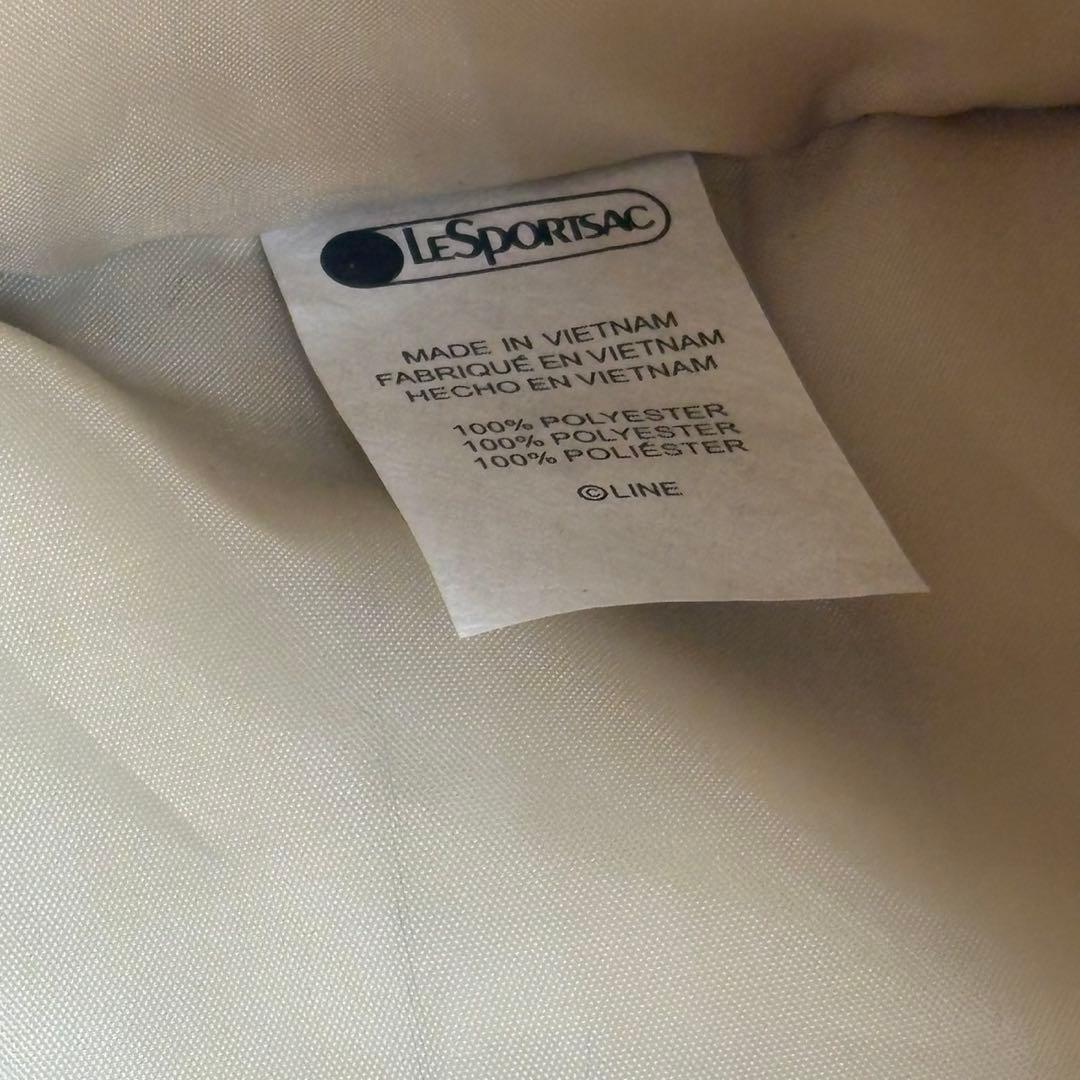 LESPORTSAC
MADE IN VIETNAM
FABRIQUÉ EN VIETNAM
HECHO EN VIETNAM
100% POLYESTER
100% POLYESTER
100% POLIÉSTER
©LINE